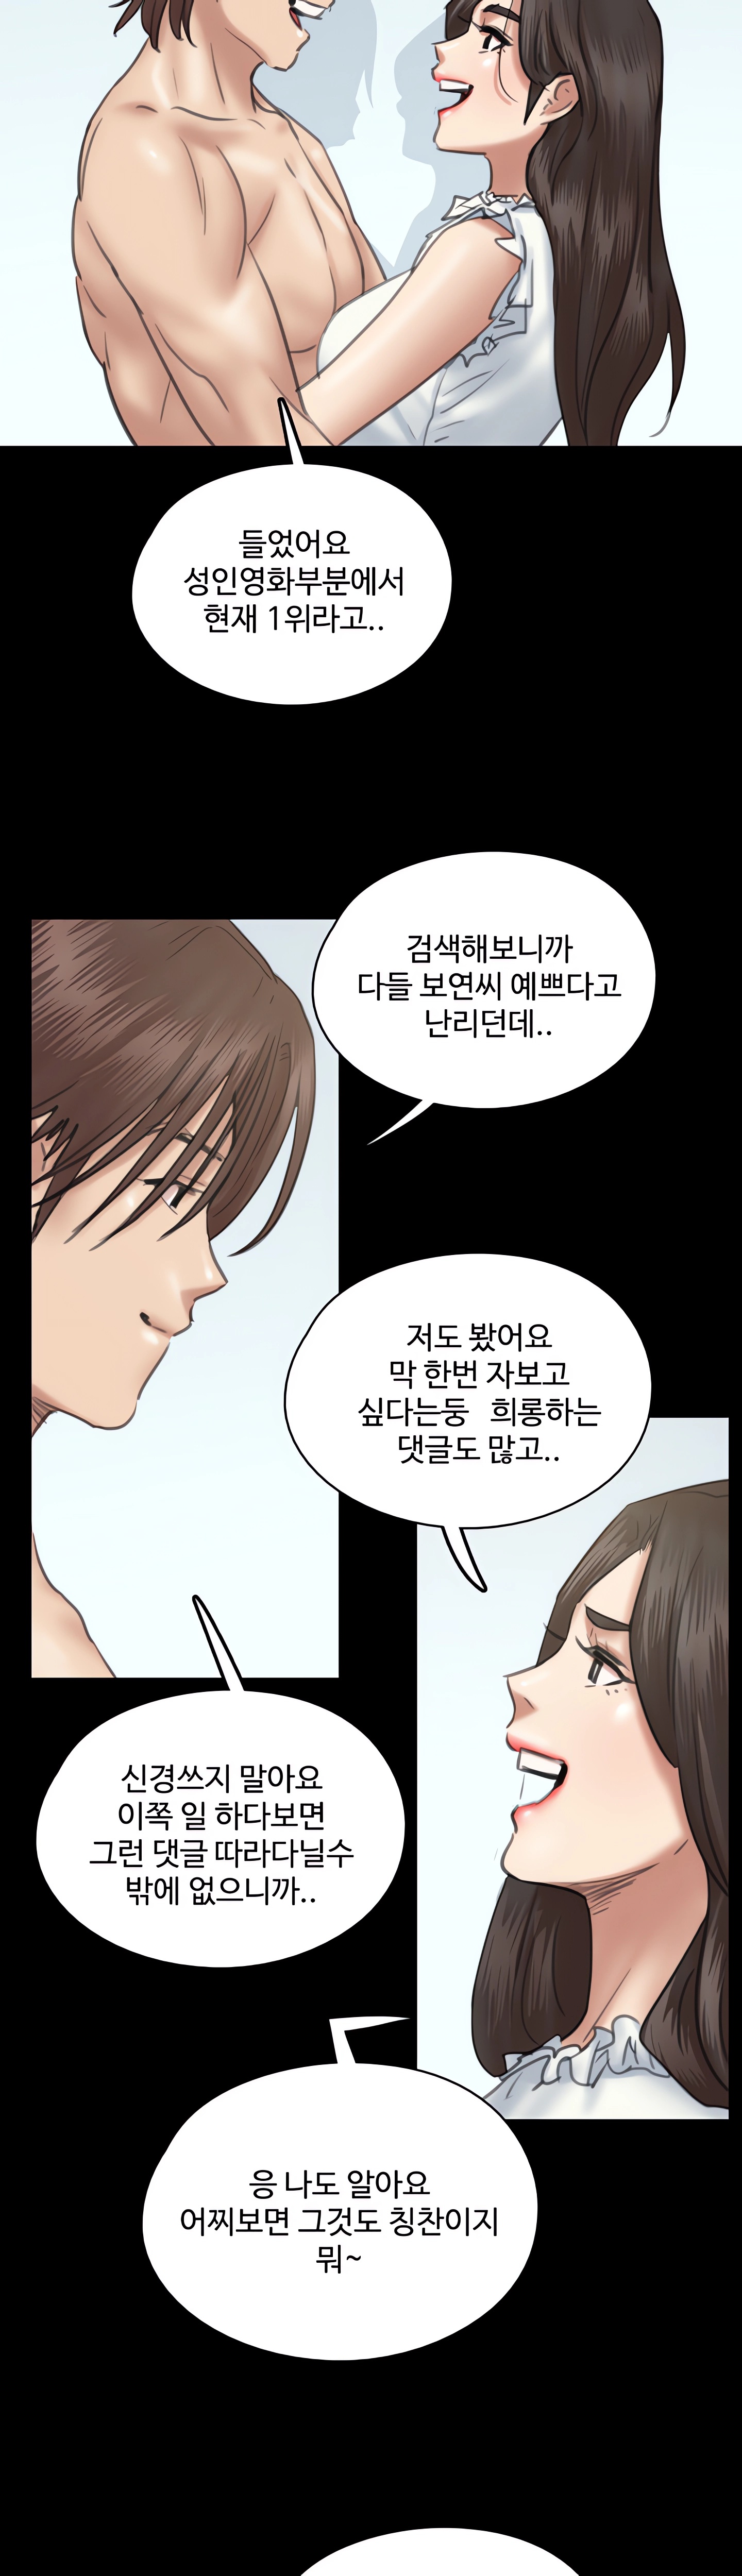 들었어요
성인영화부분에서
현재 1위라고..
검색해보니까
다들 보연씨 예쁘다고
난리던데..
저도 봤어요
막 한번 자보고
싶다는둥 희롱하는
댓글도 많고..
신경쓰지 말아요
이쪽 일 하다보면
그런 댓글 따라다닐수
밖에 없으니까..
응 나도 알아요
어찌보면 그것도 칭찬이지
뭐~